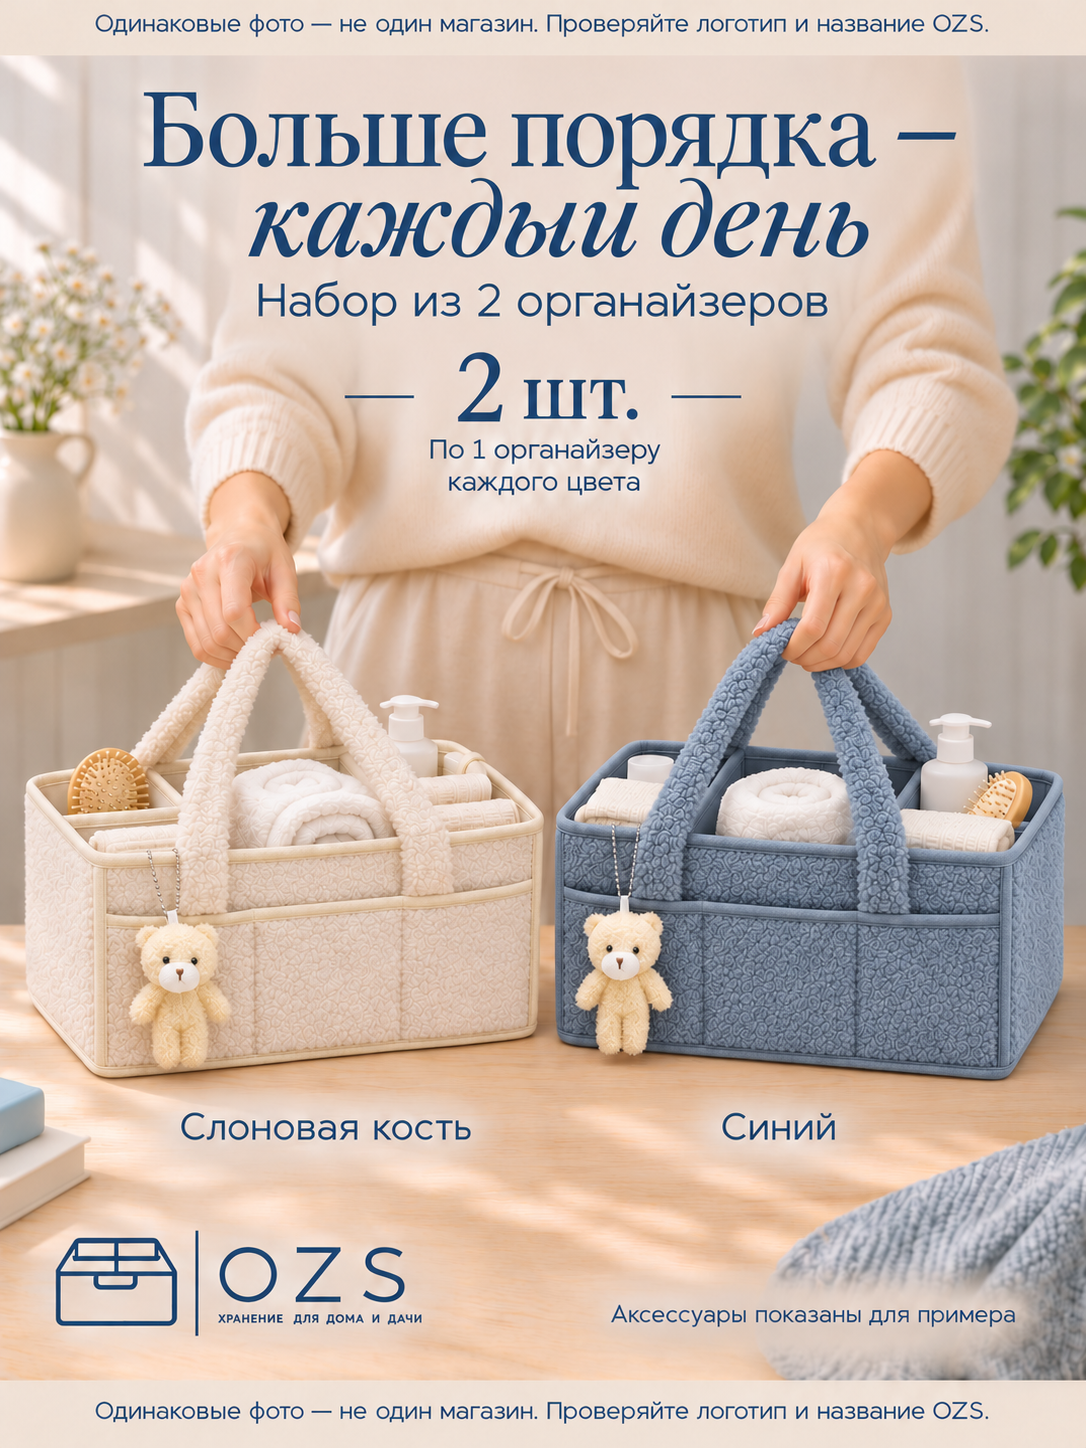 Одинаковые фото — не один магазин. Проверяйте логотип и название OZS.
Больше порядка —
каждый день
Набор из 2 органайзеров
2 шт.
По 1 органайзеру
каждого цвета
Слоновая кость
Синий
OZS
ХРАНЕНИЕ ДЛЯ ДОМА И ДАЧИ
Аксессуары показаны для примера
Одинаковые фото — не один магазин. Проверяйте логотип и название OZS.